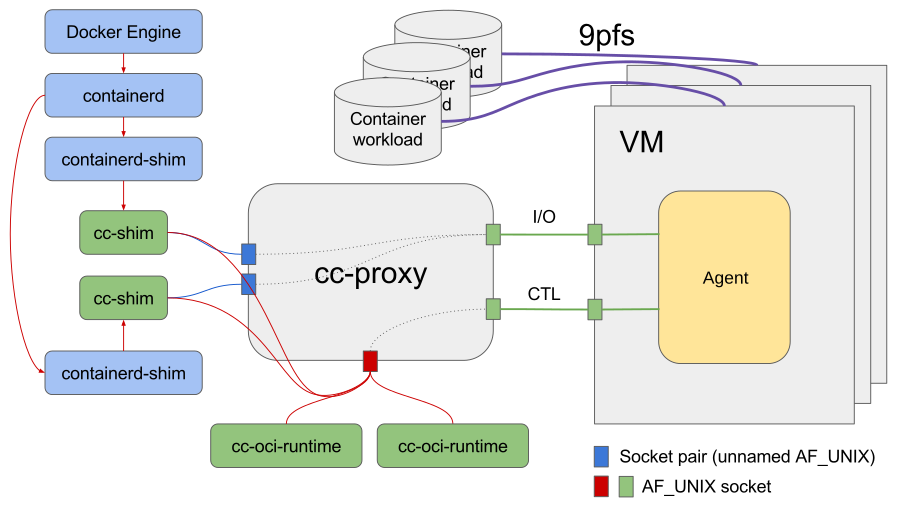 Docker Engine
containerd
containerd-shim
cc-shim
cc-shim
containerd-shim
9pfs
Container
workload
VM
I/O
cc-proxy
CTL
Agent
cc-oci-runtime
cc-oci-runtime
Socket pair (unnamed AF_UNIX)
AF_UNIX socket